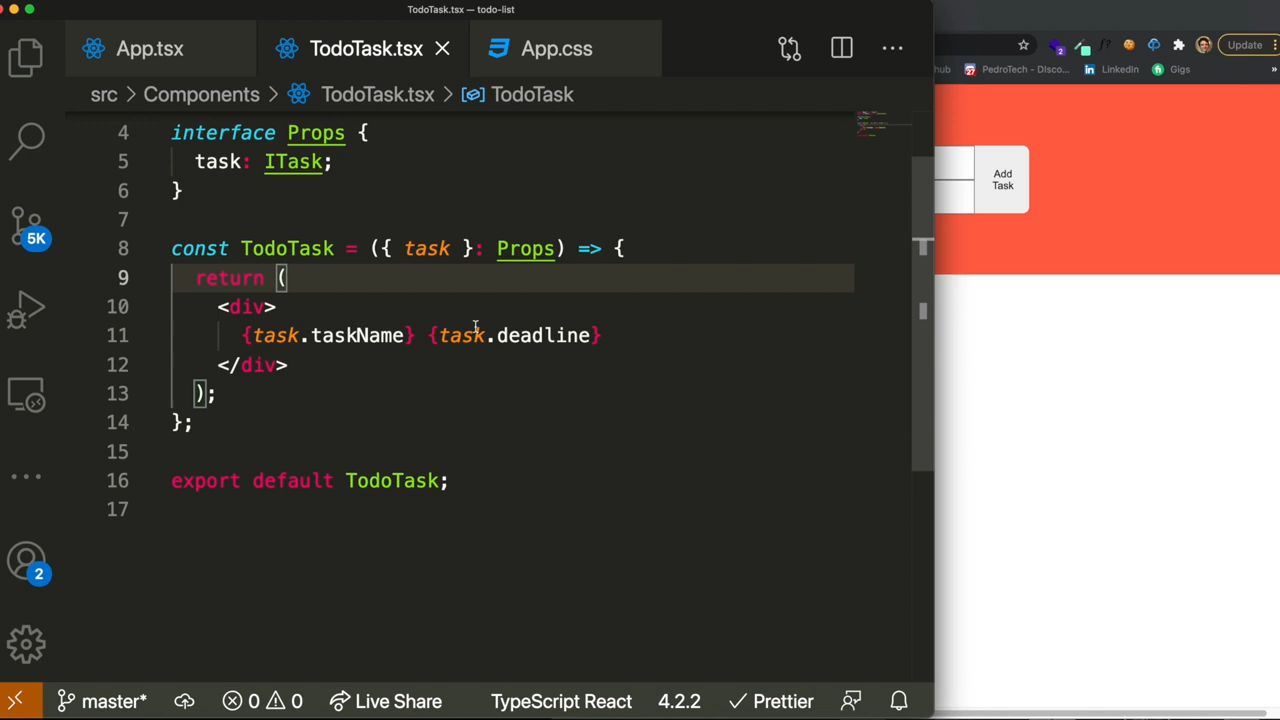 TodoTask.tsx — todo-list
App.tsx
TodoTask.tsx
App.css
src > Components > TodoTask.tsx > TodoTask
4 interface Props {
5 task: ITask;
6 }
7
8 const TodoTask = ({ task }: Props) => {
9 return (
10 <div>
11 {task.taskName} {task.deadline}
12 </div>
13 );
14 };
15
16 export default TodoTask;
17
5K
2
master*
0
0
Live Share
TypeScript React
4.2.2
Prettier
2
Update
hub
PedroTech - DIsco...
LinkedIn
Gigs
»
Add
Task